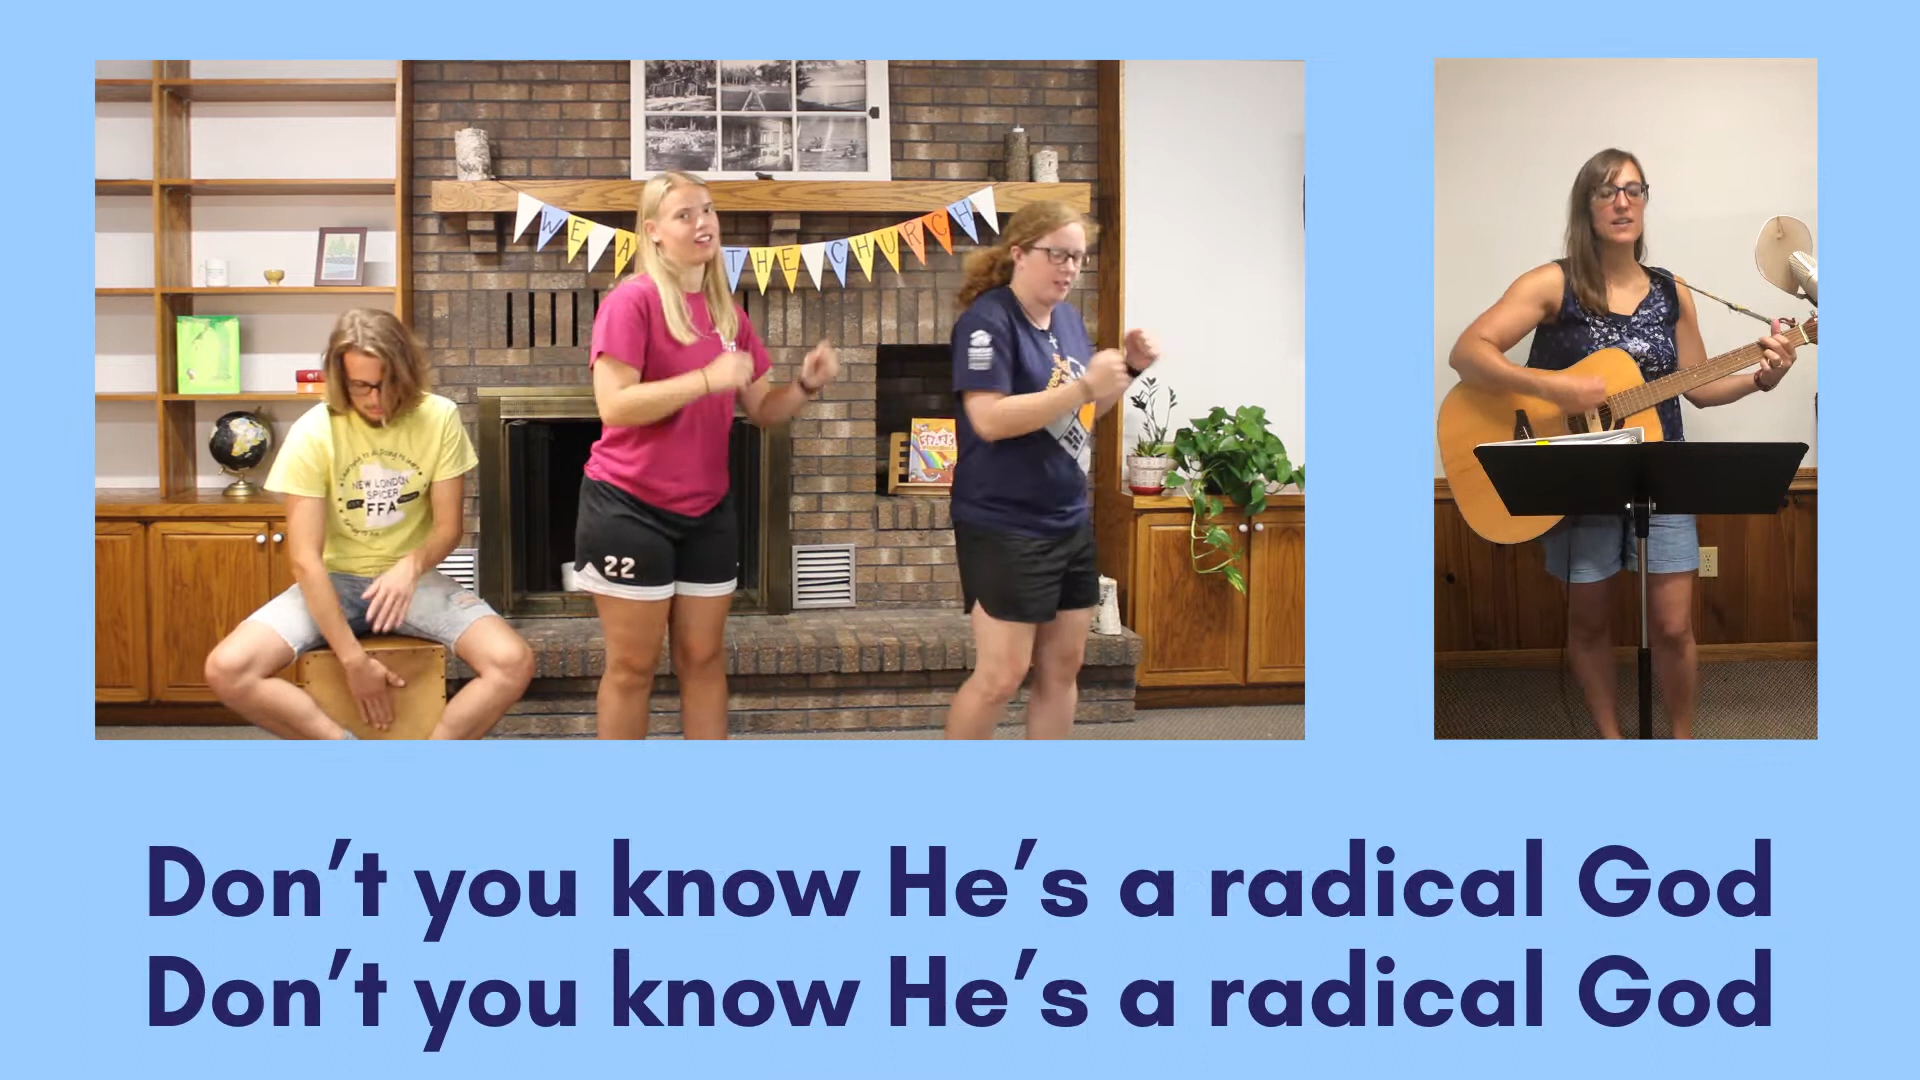 WE A THE CHURCH
SPARK
NEW LONDON
SPICER
FFA
22
Don't you know He's a radical God
Don't you know He's a radical God